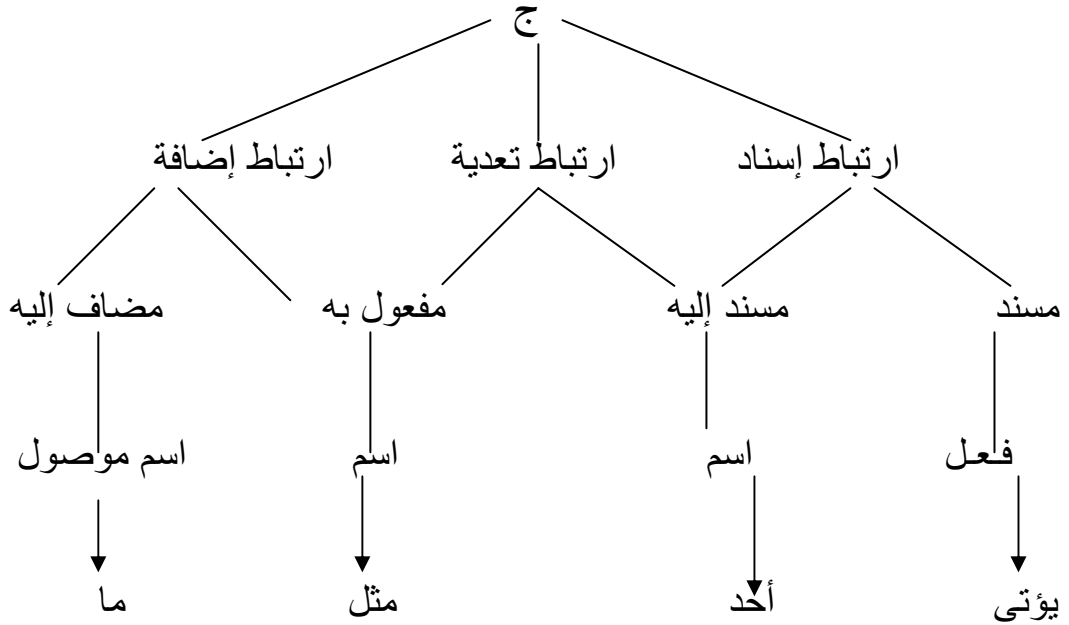 ج
ارتباط إسناد ارتباط تعدية ارتباط إضافة
مسند مسند إليه مفعول به مضاف إليه
فعل اسم اسم اسم موصول
يؤتى أحد مثل ما